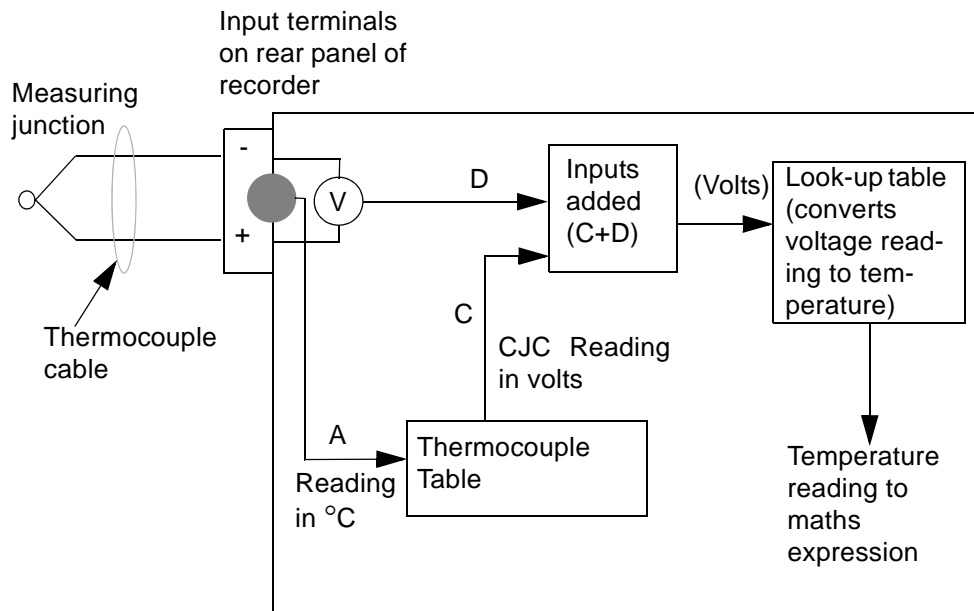 Input terminals
on rear panel of
recorder
Measuring
junction
-
+
V
D
Inputs
added
(C+D)
(Volts)
Look-up table
(converts
voltage read-
ing to tem-
perature)
Thermocouple
cable
C
CJC Reading
in volts
A
Reading
in °C
Thermocouple
Table
Temperature
reading to
maths
expression